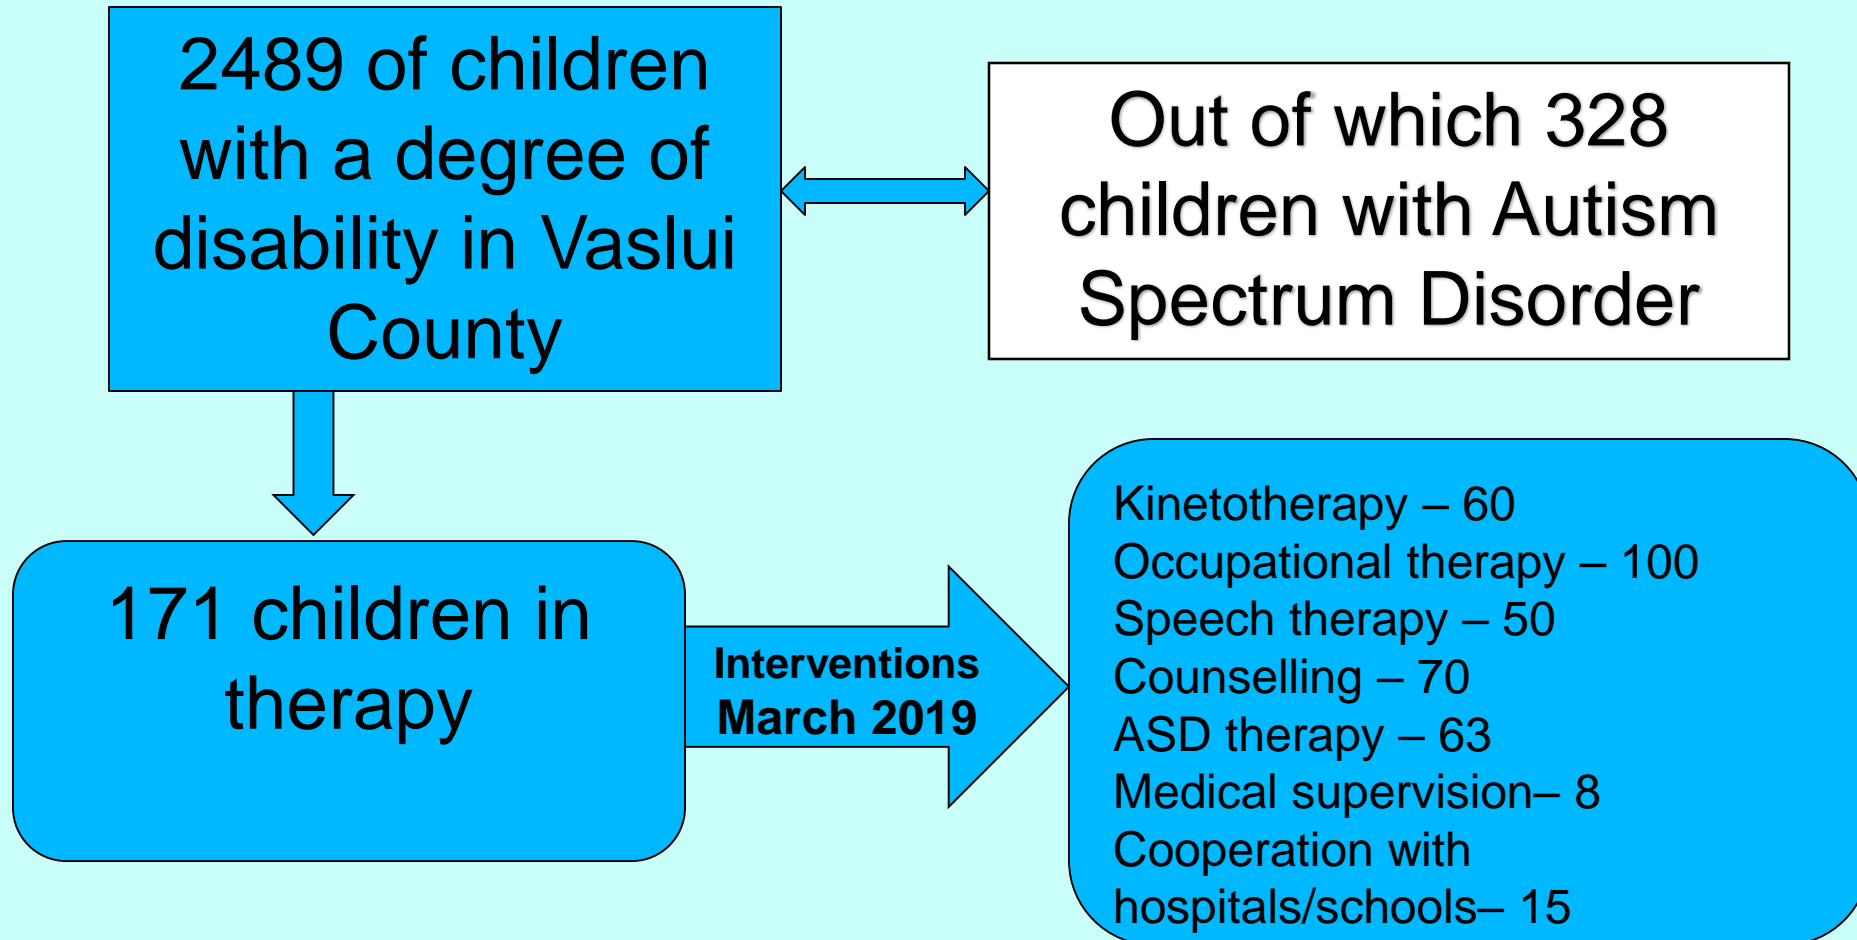 2489 of children
with a degree of
disability in Vaslui
County
Out of which 328
children with Autism
Spectrum Disorder
171 children in
therapy
Interventions
March 2019
Kinetotherapy – 60
Occupational therapy – 100
Speech therapy – 50
Counselling – 70
ASD therapy – 63
Medical supervision– 8
Cooperation with
hospitals/schools– 15